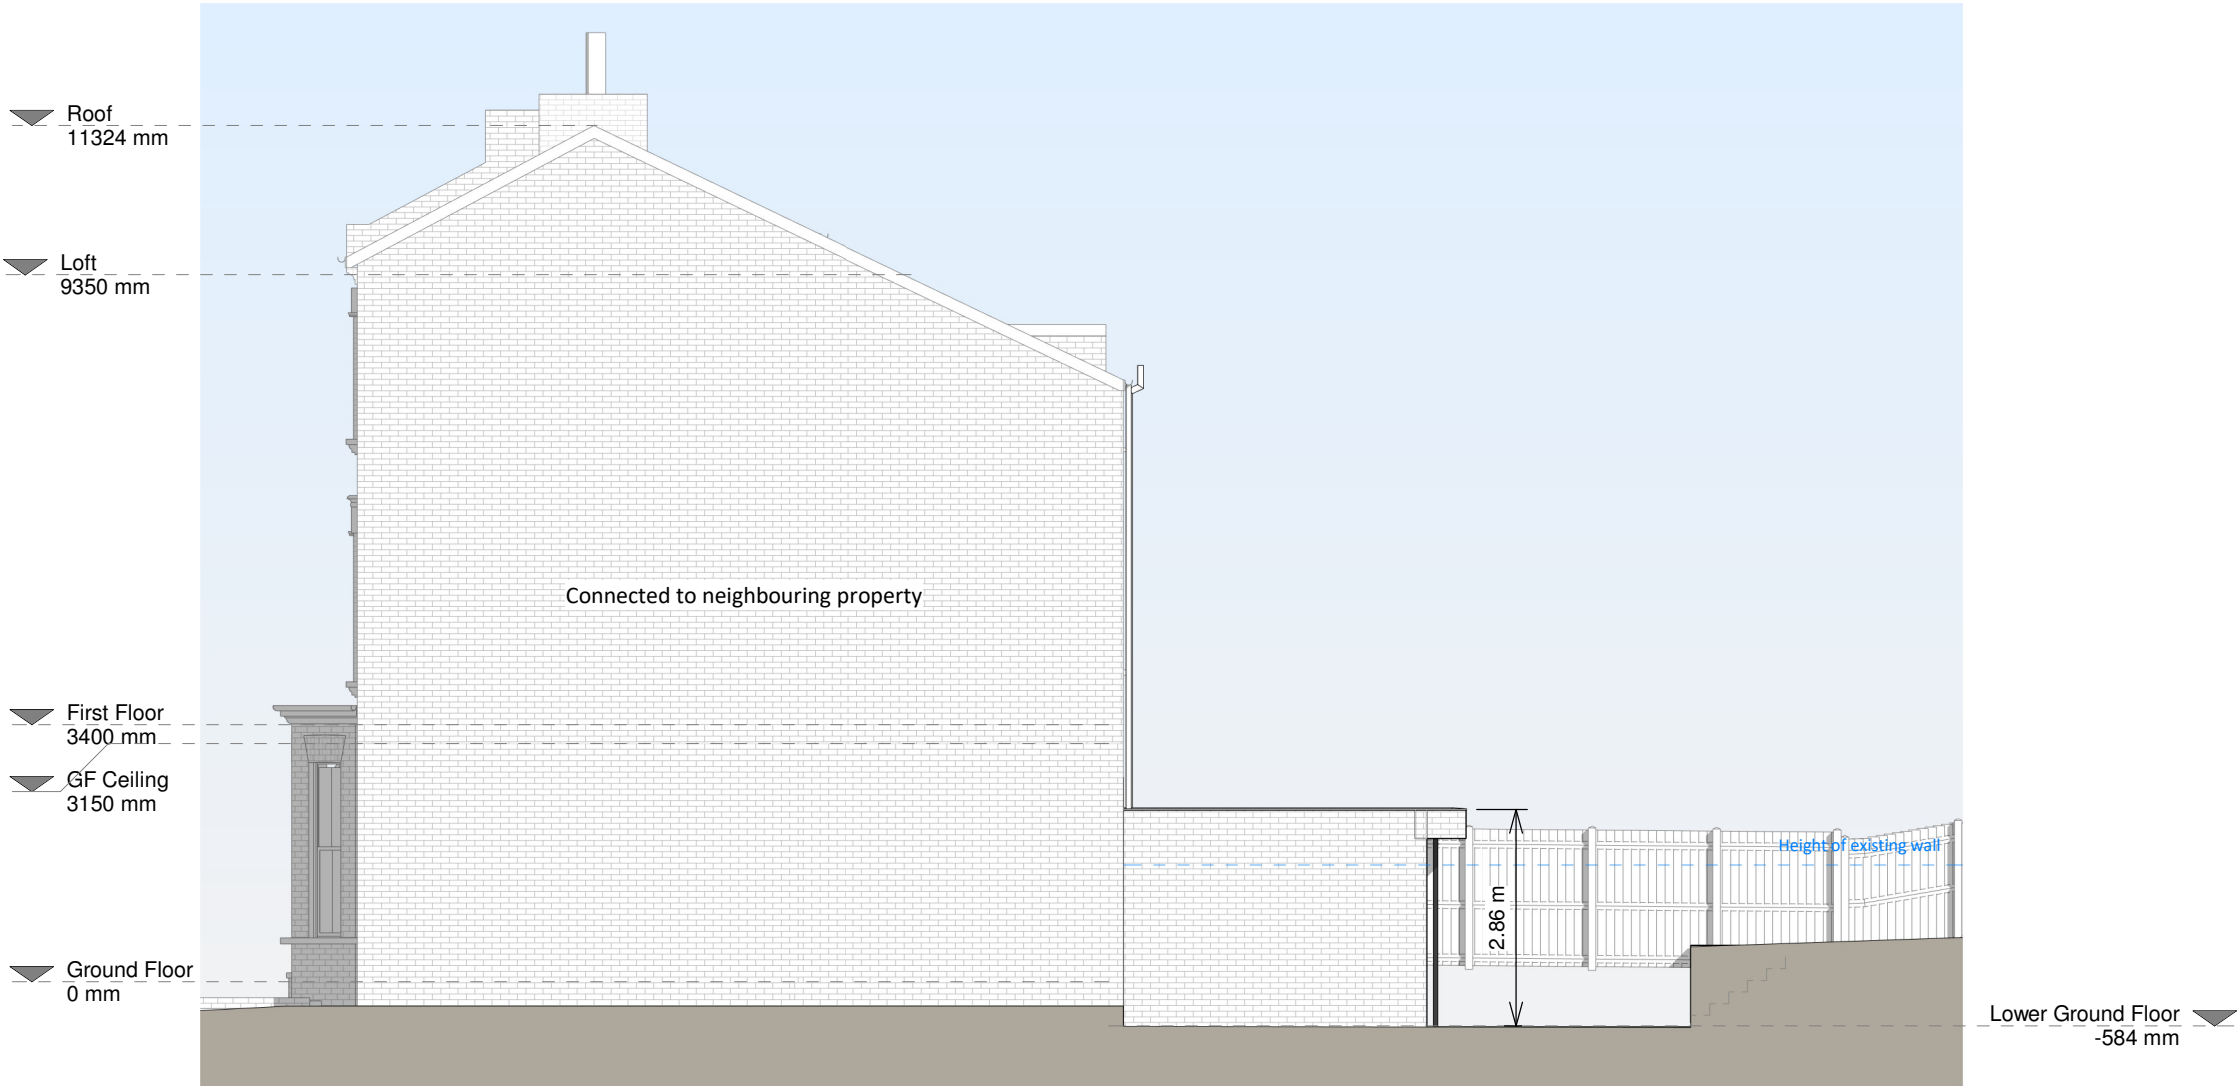 Roof
11324 mm
Loft
9350 mm
Connected to neighbouring property
First Floor
3400 mm
GF Ceiling
3150 mm
Height of existing wall
2.86 m
Ground Floor
0 mm
Lower Ground Floor
-584 mm